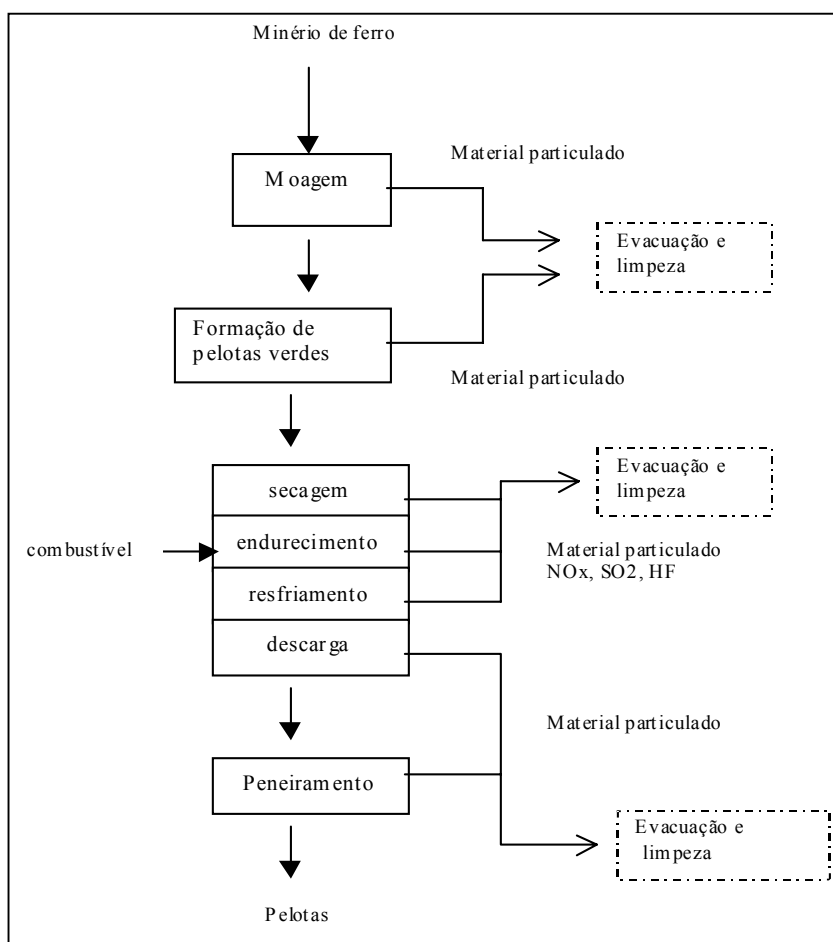 Minério de ferro
Material particulado
Moagem
Evacuação e
limpeza
Formação de
pelotas verdes
Material particulado
Evacuação e
limpeza
secagem
combustível
endurecimento
Material particulado
NOx, SO2, HF
resfriamento
descarga
Material particulado
Peneiramento
Evacuação e
limpeza
Pelotas